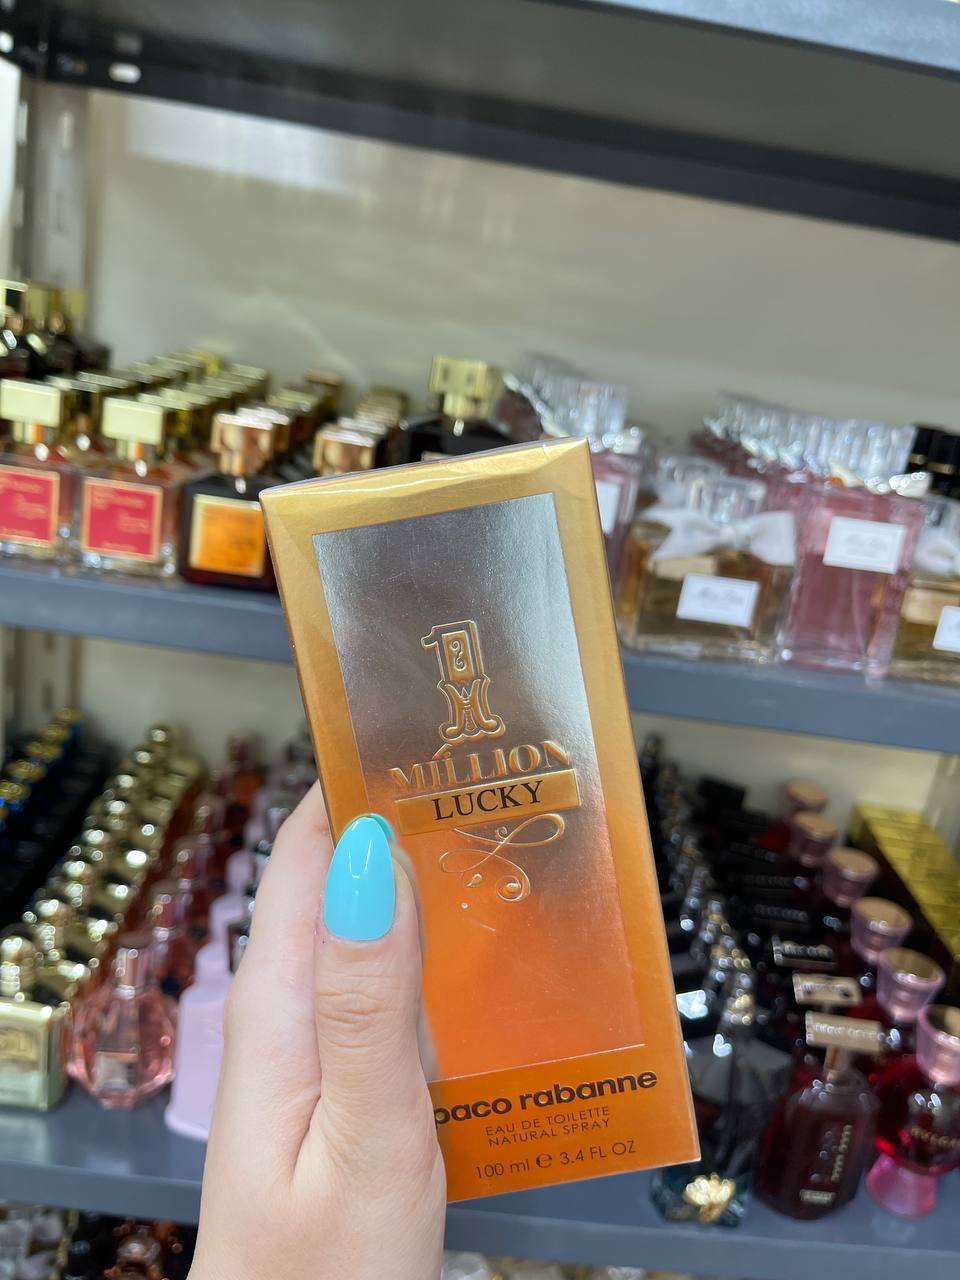 1
MILLION
LUCKY
paco rabanne
EAU DE TOILETTE
NATURAL SPRAY
100 ml ℮ 3.4 FL OZ